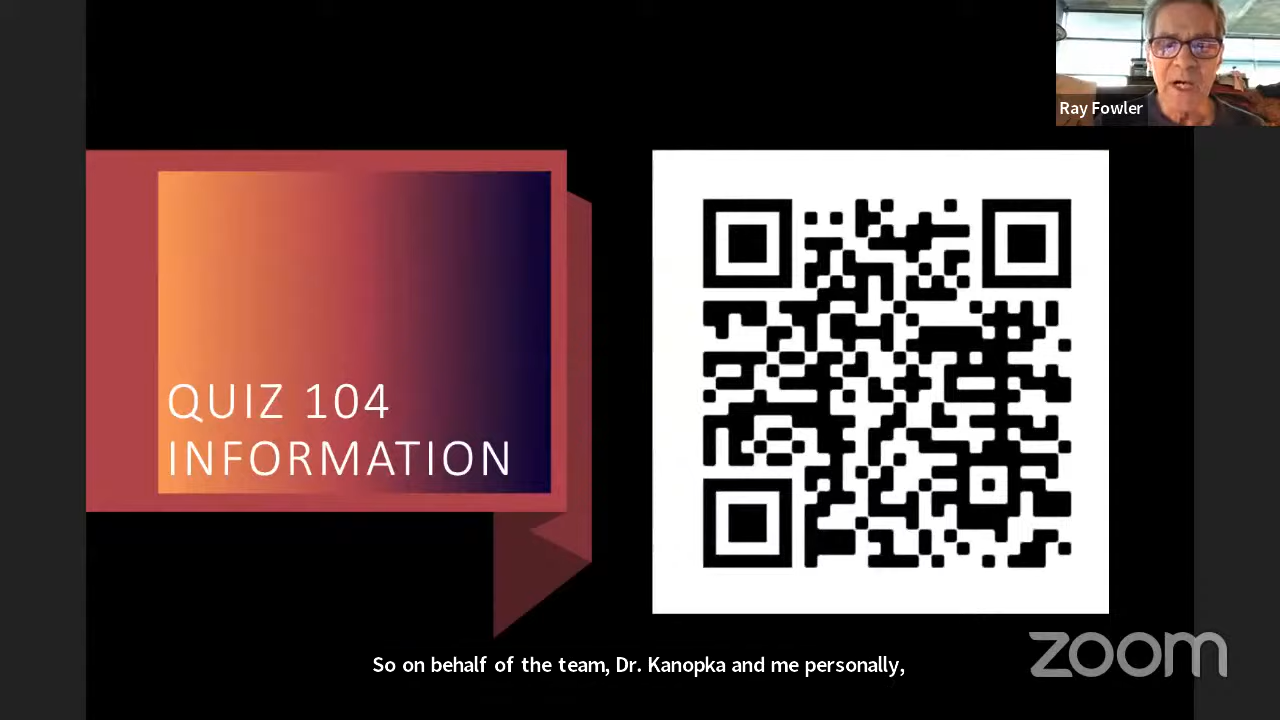 Ray Fowler
QUIZ 104
INFORMATION
So on behalf of the team, Dr. Kanopka and me personally,
zoom